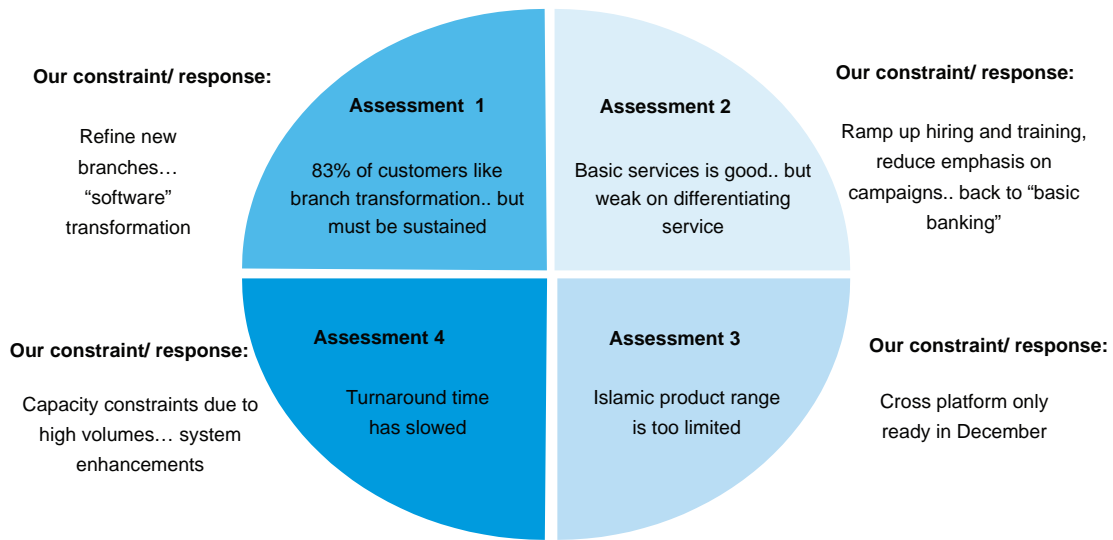 Our constraint/ response:
Refine new
branches…
“software”
transformation
Assessment  1
83% of customers like
branch transformation.. but
must be sustained
Assessment 2
Basic services is good.. but
weak on differentiating
service
Our constraint/ response:
Ramp up hiring and training,
reduce emphasis on
campaigns.. back to “basic
banking”
Our constraint/ response:
Capacity constraints due to
high volumes… system
enhancements
Assessment 4
Turnaround time
has slowed
Assessment 3
Islamic product range
is too limited
Our constraint/ response:
Cross platform only
ready in December